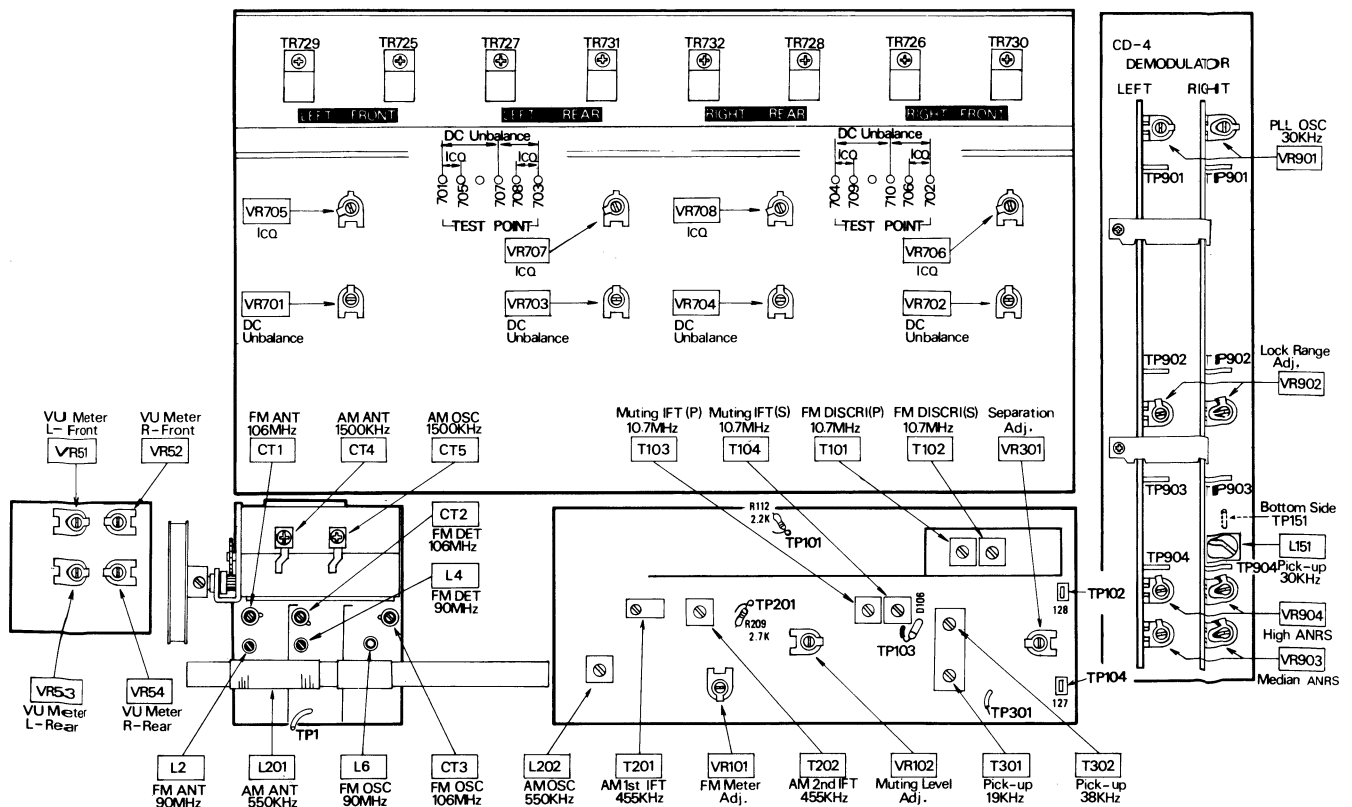 TR729 TR725 TR727 TR731 TR732 TR728 TR726 TR730
LEFT FRONT LEFT REAR RIGHT REAR RIGHT FRONT
DC Unbalance
ICQ ICQ
701 705 707 708 703
TEST POINT
DC Unbalance
ICQ ICQ
704 709 710 706 702
TEST POINT
VR705
ICQ
VR707
ICQ
VR708
ICQ
VR706
ICQ
VR701
DC
Unbalance
VR703
DC
Unbalance
VR704
DC
Unbalance
VR702
DC
Unbalance
CD-4
DEMODULATOR
LEFT RIGHT
PLL OSC
30KHz
VR901
TP901 TP901
TP902 TP902
Lock Range
Adj.
VR902
TP903 TP903
Bottom Side
TP151
L151
Pick-up
30KHz
TP904 TP904
VR904
High ANRS
VR903
Median ANRS
VU Meter
L-Front
VR51
VU Meter
R-Front
VR52
VR53
VU Meter
L-Rear
VR54
VU Meter
R-Rear
FM ANT
106MHz
CT1
AM ANT
1500KHz
CT4
AM OSC
1500KHz
CT5
CT2
FM DET
106MHz
L4
FM DET
90MHz
TP1
L2
FM ANT
90MHz
L201
AM ANT
550KHz
L6
FM OSC
90MHz
CT3
FM OSC
106MHz
Muting IFT (P)
10.7MHz
T103
Muting IFT(S)
10.7MHz
T104
FM DISCRI(P)
10.7MHz
T101
FM DISCRI(S)
10.7MHz
T102
Separation
Adj.
VR301
R112
2.2K
TP101
TP201
R209
2.7K
D106
TP103
TP102
128
TP104
127
TP301
L202
AM OSC
550KHz
T201
AM 1st IFT
455KHz
VR101
FM Meter
Adj.
T202
AM 2nd IFT
455KHz
VR102
Muting Level
Adj.
T301
Pick-up
19KHz
T302
Pick-up
38KHz